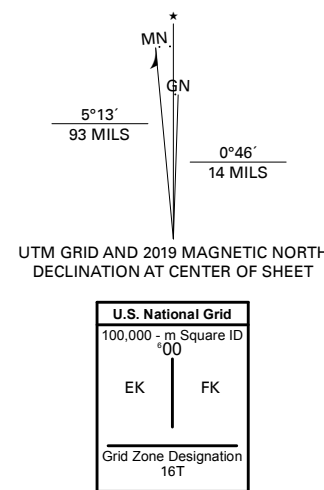 ★
MN
GN
5°13´
93 MILS
0°46´
14 MILS
UTM GRID AND 2019 MAGNETIC NORTH
DECLINATION AT CENTER OF SHEET
U.S. National Grid
100,000 - m Square ID
⁶00
EK FK
Grid Zone Designation
16T